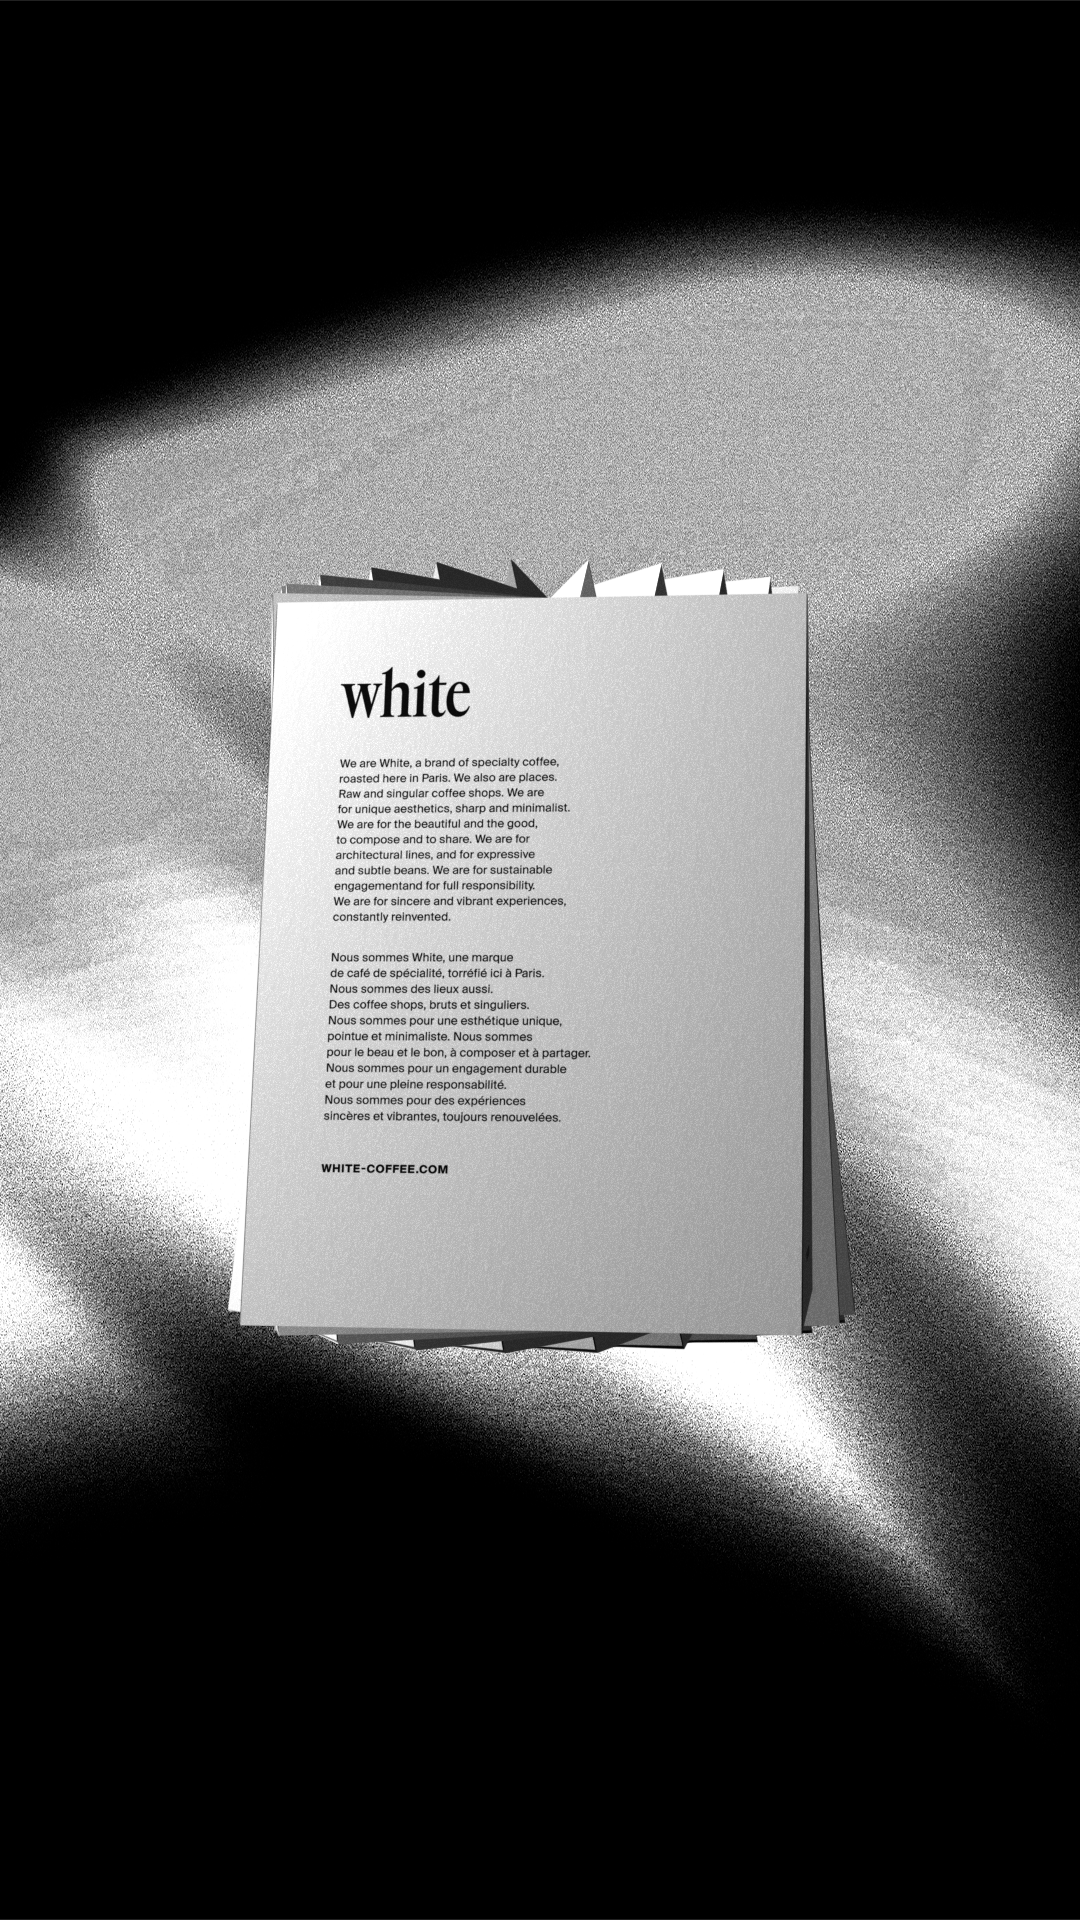 white
We are White, a brand of specialty coffee,
roasted here in Paris. We also are places.
Raw and singular coffee shops. We are
for unique aesthetics, sharp and minimalist.
We are for the beautiful and the good,
to compose and to share. We are for
architectural lines, and for expressive
and subtle beans. We are for sustainable
engagementand for full responsibility.
We are for sincere and vibrant experiences,
constantly reinvented.
Nous sommes White, une marque
de café de spécialité, torréfié ici à Paris.
Nous sommes des lieux aussi.
Des coffee shops, bruts et singuliers.
Nous sommes pour une esthétique unique,
pointue et minimaliste. Nous sommes
pour le beau et le bon, à composer et à partager.
Nous sommes pour un engagement durable
et pour une pleine responsabilité.
Nous sommes pour des expériences
sincères et vibrantes, toujours renouvelées.
WHITE-COFFEE.COM